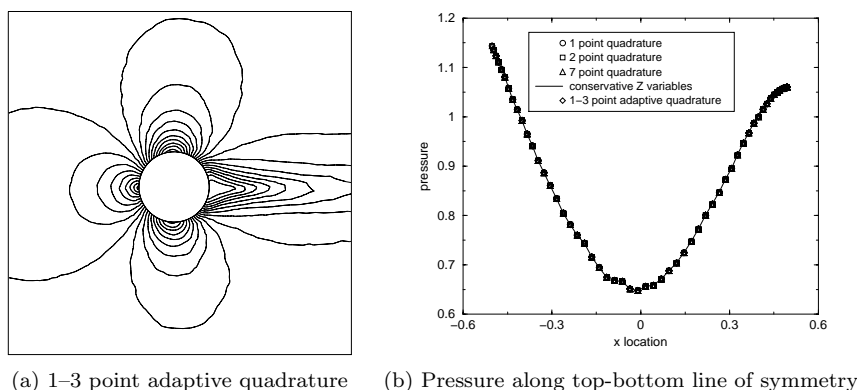 1.2
1.1
1
0.9
0.8
0.7
0.6
pressure
1 point quadrature
2 point quadrature
7 point quadrature
conservative Z variables
1−3 point adaptive quadrature
−0.6
−0.3
0
0.3
0.6
x location
(a) 1–3 point adaptive quadrature
(b) Pressure along top-bottom line of symmetry